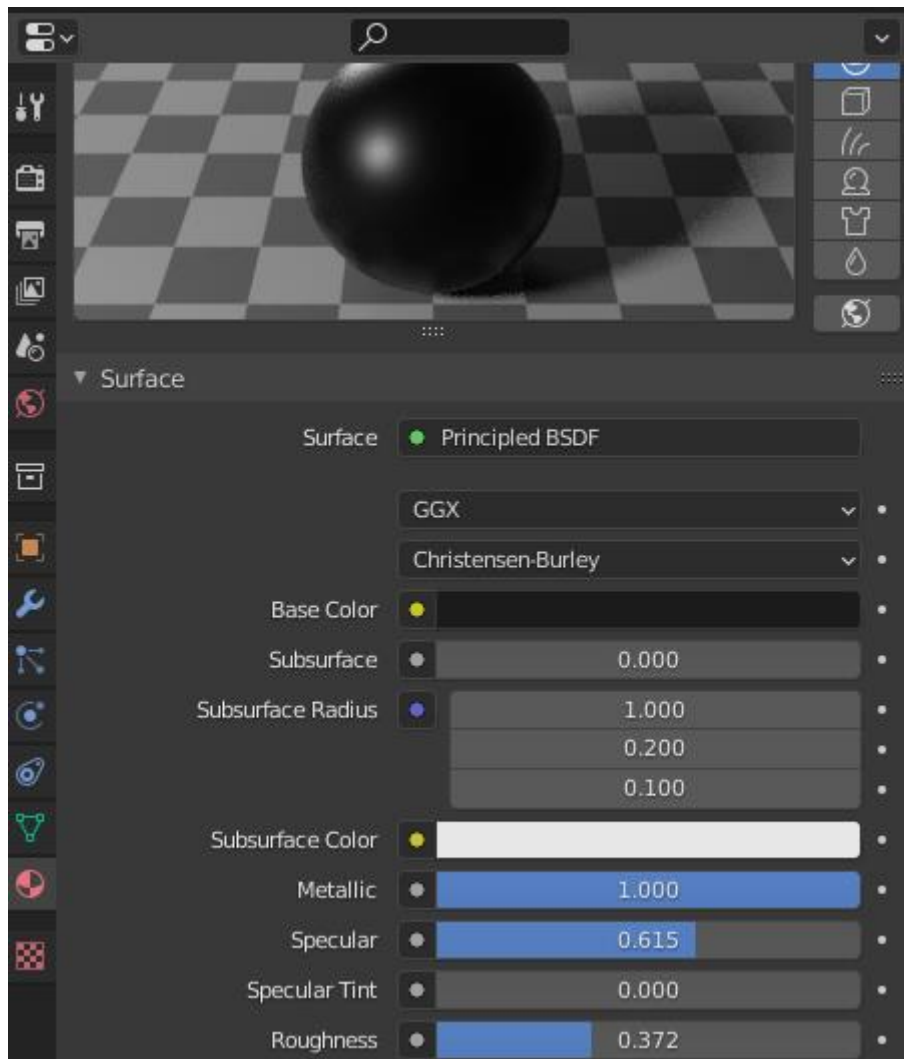 Surface
Surface Principled BSDF
GGX
Christensen-Burley
Base Color
Subsurface 0.000
Subsurface Radius 1.000
0.200
0.100
Subsurface Color
Metallic 1.000
Specular 0.615
Specular Tint 0.000
Roughness 0.372